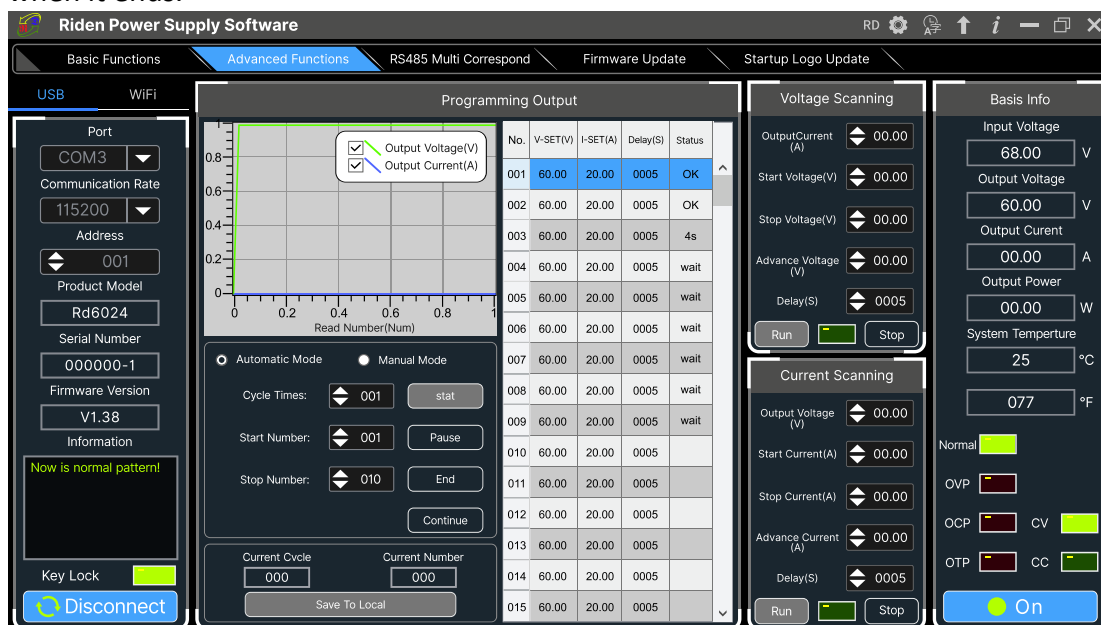 when it ends.
Riden Power Supply Software
RD
Basic Functions
Advanced Functions
RS485 Multi Correspond
Firmware Update
Startup Logo Update
USB
WiFi
Port
COM3
Communication Rate
115200
Address
001
Product Model
Rd6024
Serial Number
000000-1
Firmware Version
V1.38
Information
Now is normal pattern!
Key Lock
Disconnect
Programming Output
Output Voltage(V)
Output Current(A)
1
0.8
0.6
0.4
0.2
0
0 0.2 0.4 0.6 0.8 1
Read Number(Num)
Automatic Mode
Manual Mode
Cycle Times: 001 stat
Start Number: 001 Pause
Stop Number: 010 End
Continue
Current Cvcle
Current Number
000
000
Save To Local
No. V-SET(V) I-SET(A) Delay(S) Status
001 60.00 20.00 0005 OK
002 60.00 20.00 0005 OK
003 60.00 20.00 0005 4s
004 60.00 20.00 0005 wait
005 60.00 20.00 0005 wait
006 60.00 20.00 0005 wait
007 60.00 20.00 0005 wait
008 60.00 20.00 0005 wait
009 60.00 20.00 0005 wait
010 60.00 20.00 0005
011 60.00 20.00 0005
012 60.00 20.00 0005
013 60.00 20.00 0005
014 60.00 20.00 0005
015 60.00 20.00 0005
Voltage Scanning
OutputCurrent
(A)
00.00
Start Voltage(V) 00.00
Stop Voltage(V) 00.00
Advance Voltage
(V)
00.00
Delay(S) 0005
Run Stop
Current Scanning
Output Voltage
(V)
00.00
Start Current(A) 00.00
Stop Current(A) 00.00
Advance Current
(A)
00.00
Delay(S) 0005
Run Stop
Basis Info
Input Voltage
68.00 V
Output Voltage
60.00 V
Output Curent
00.00 A
Output Power
00.00 W
System Temperture
25 °C
077 °F
Normal
OVP
OCP CV
OTP CC
On